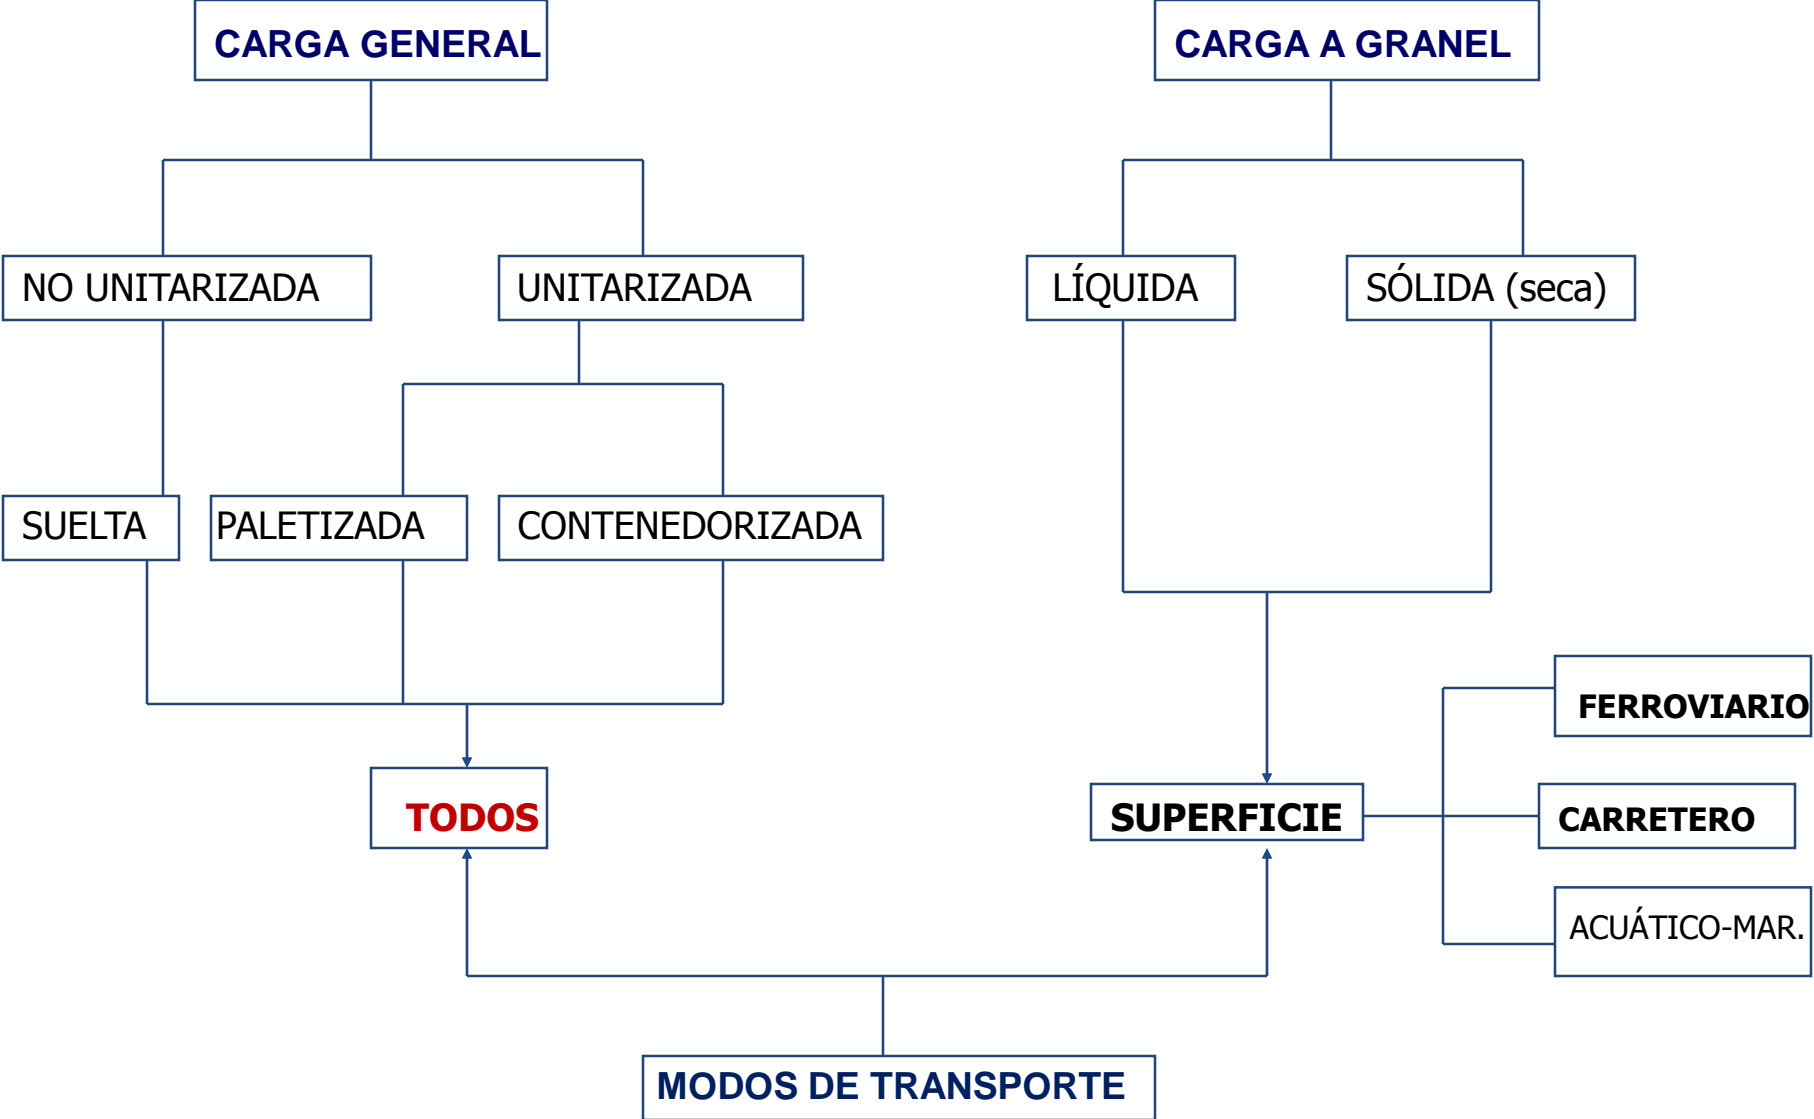 CARGA GENERAL
CARGA A GRANEL
NO UNITARIZADA
UNITARIZADA
LÍQUIDA
SÓLIDA (seca)
SUELTA
PALETIZADA
CONTENEDORIZADA
FERROVIARIO
TODOS
SUPERFICIE
CARRETERO
ACUÁTICO-MAR.
MODOS DE TRANSPORTE